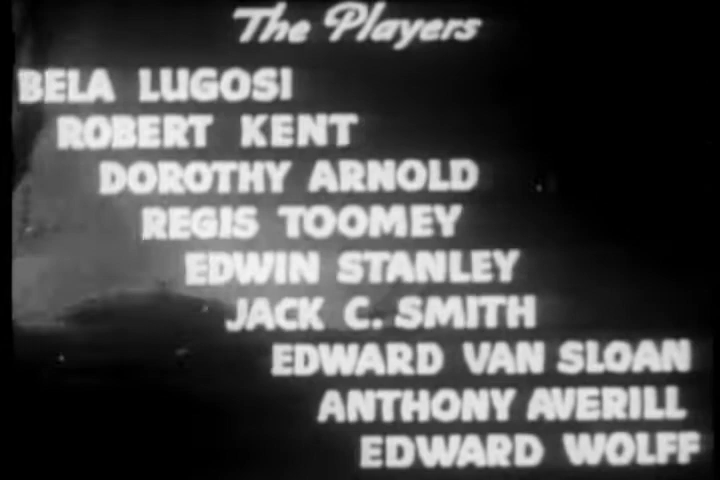 The Players
BELA LUGOSI
ROBERT KENT
DOROTHY ARNOLD
REGIS TOOMEY
EDWIN STANLEY
JACK C. SMITH
EDWARD VAN SLOAN
ANTHONY AVERILL
EDWARD WOLFF